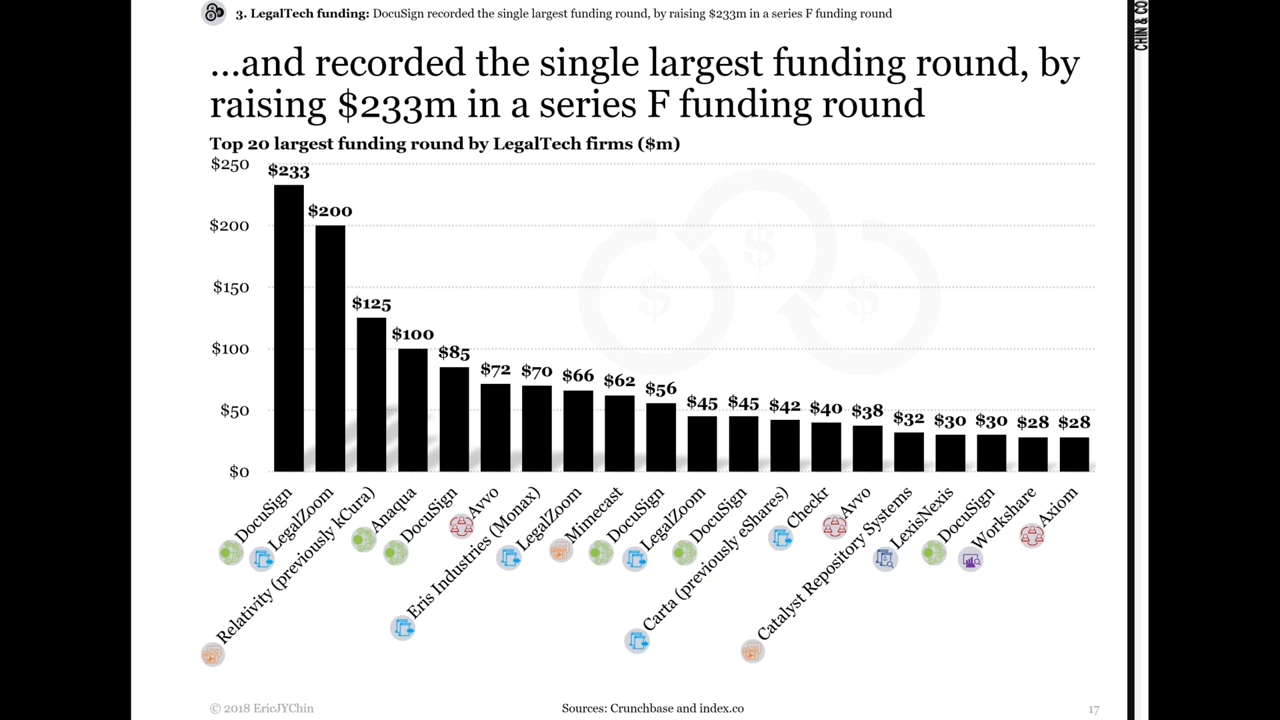 3. LegalTech funding: DocuSign recorded the single largest funding round, by raising $233m in a series F funding round
CHIN & CO
...and recorded the single largest funding round, by
raising $233m in a series F funding round
Top 20 largest funding round by LegalTech firms ($m)
$250
$200
$150
$100
$50
$0
$233
$200
$125
$100
$85
$72
$70
$66
$62
$56
$45
$45
$42
$40
$38
$32
$30
$30
$28
$28
DocuSign
LegalZoom
Relativity (previously kCura)
Anaqua
DocuSign
Avvo
Eris Industries (Monax)
LegalZoom
Mimecast
DocuSign
LegalZoom
DocuSign
Carta (previously eShares)
Checkr
Avvo
Catalyst Repository Systems
LexisNexis
DocuSign
Workshare
Axiom
© 2018 EricJYChin
Sources: Crunchbase and index.co
17